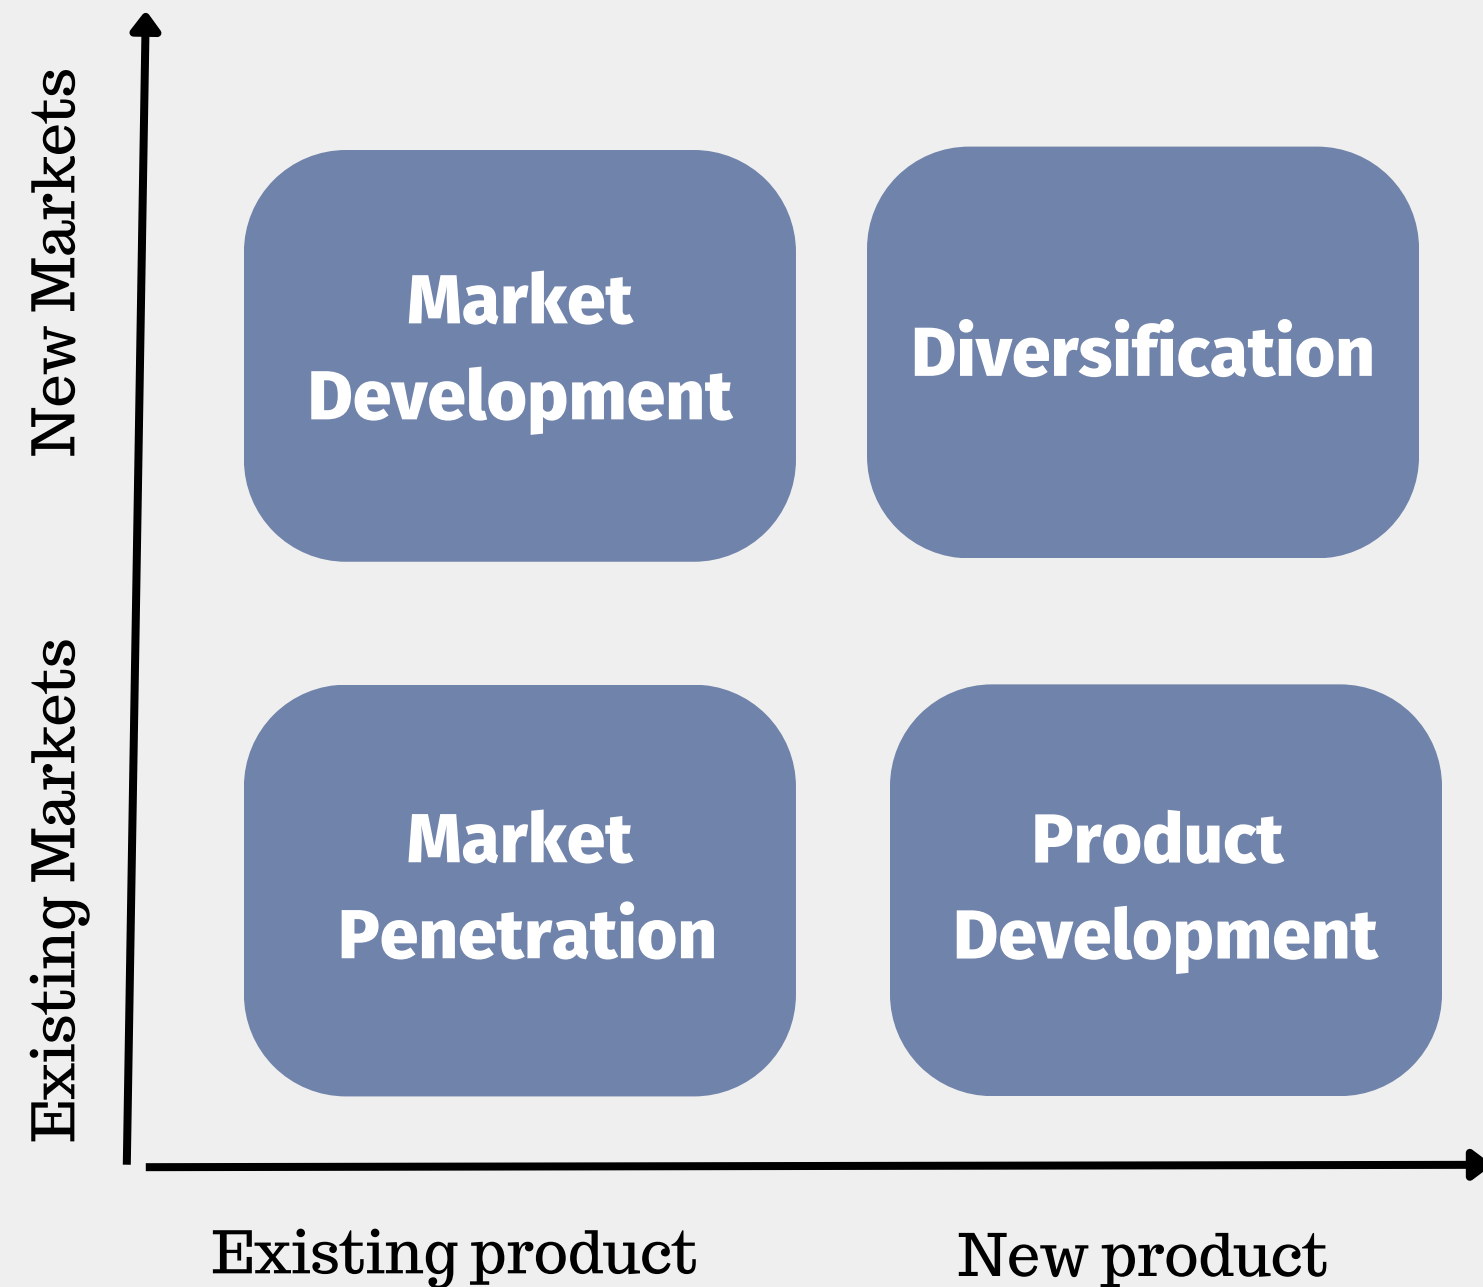 New Markets
Market
Development
Diversification
Existing Markets
Market
Penetration
Product
Development
Existing product
New product